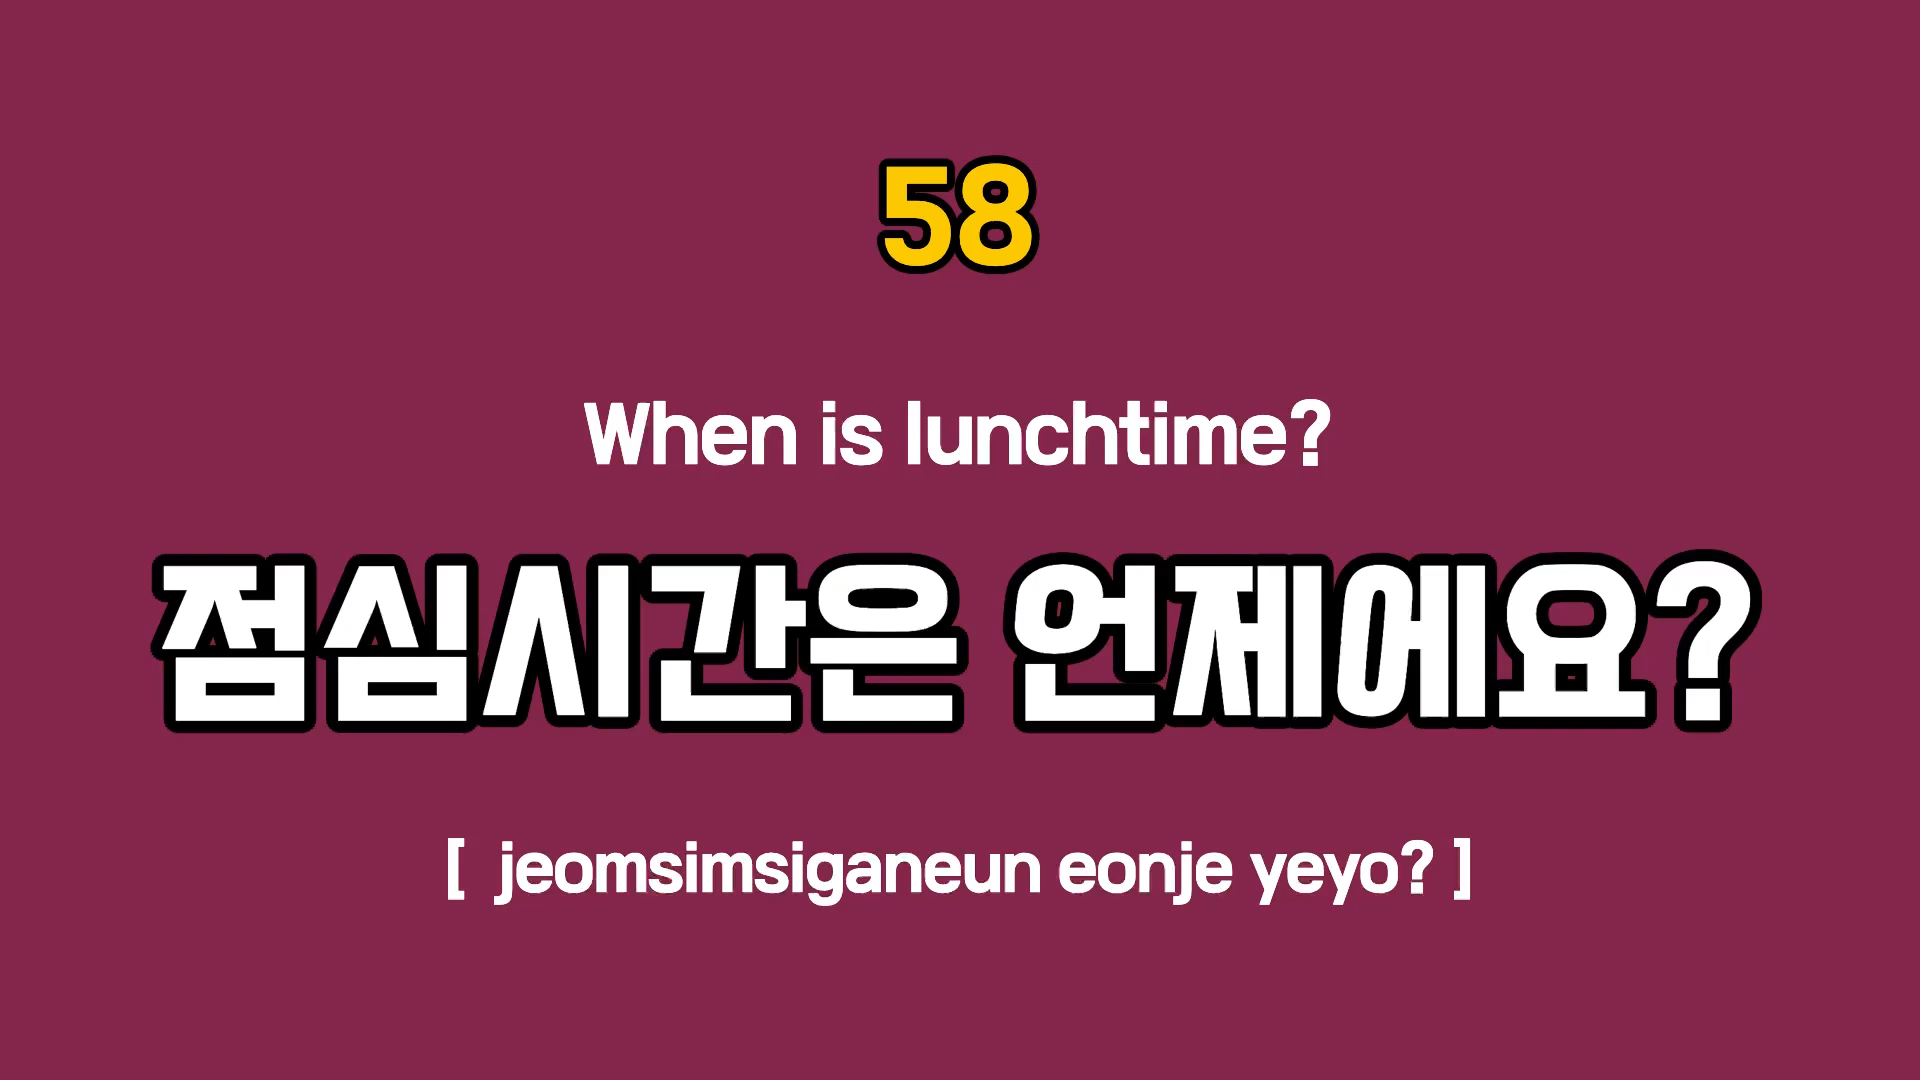 58
When is lunchtime?
점심시간은 언제에요?
[ jeomsimsiganeun eonje yeyo? ]